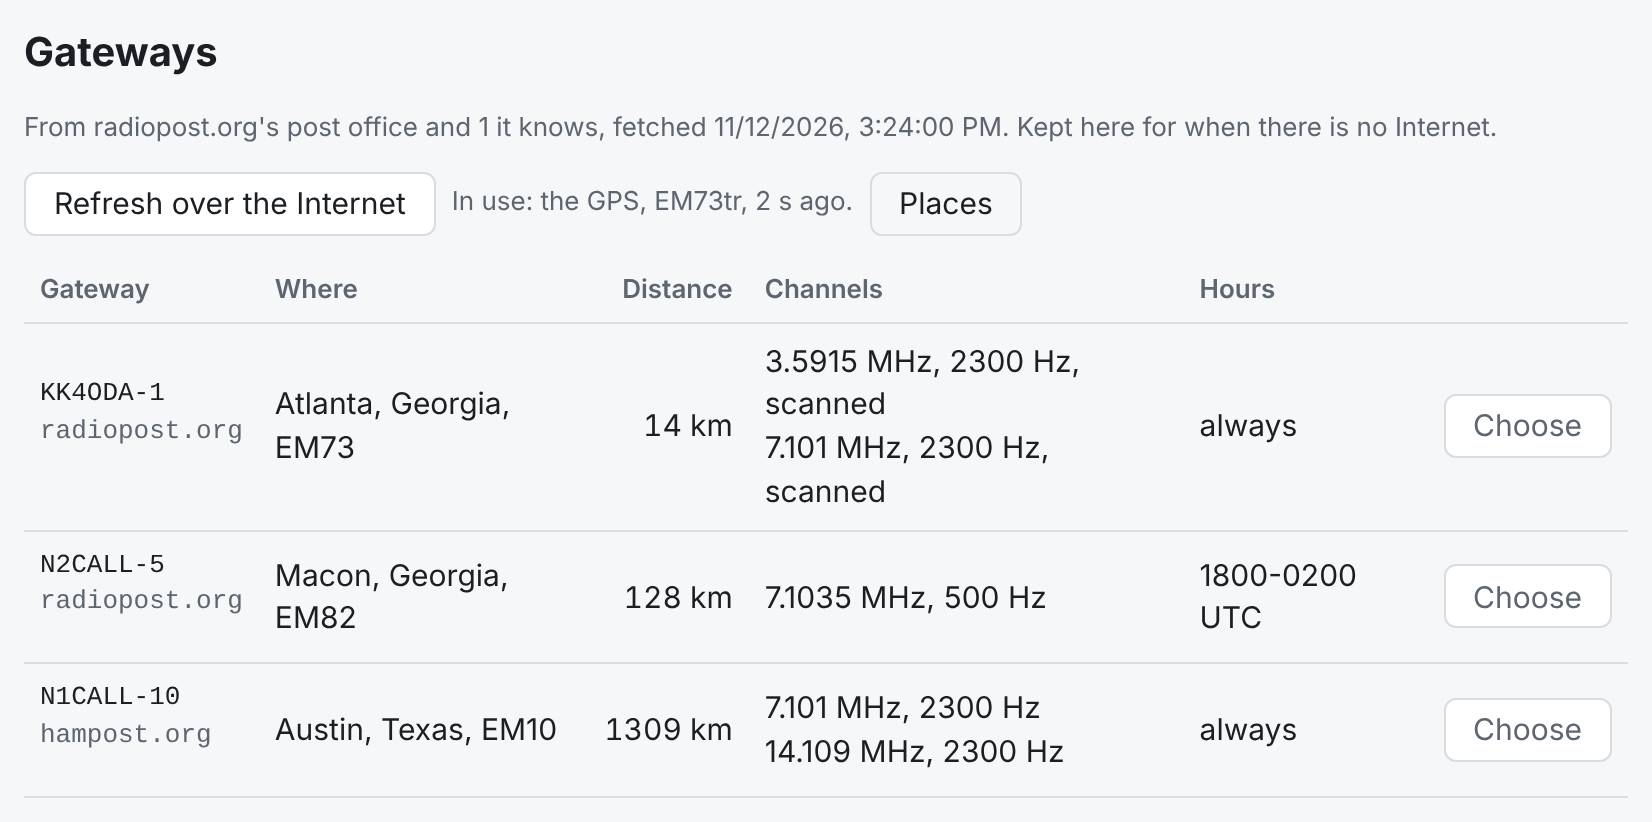 Gateways
From radiopost.org's post office and 1 it knows, fetched 11/12/2026, 3:24:00 PM. Kept here for when there is no Internet.
Refresh over the Internet In use: the GPS, EM73tr, 2 s ago. Places
Gateway Where Distance Channels Hours
KK4ODA-1
radiopost.org
Atlanta, Georgia,
EM73
14 km
3.5915 MHz, 2300 Hz,
scanned
7.101 MHz, 2300 Hz,
scanned
always
Choose
N2CALL-5
radiopost.org
Macon, Georgia,
EM82
128 km
7.1035 MHz, 500 Hz
1800-0200
UTC
Choose
N1CALL-10
hampost.org
Austin, Texas, EM10
1309 km
7.101 MHz, 2300 Hz
14.109 MHz, 2300 Hz
always
Choose